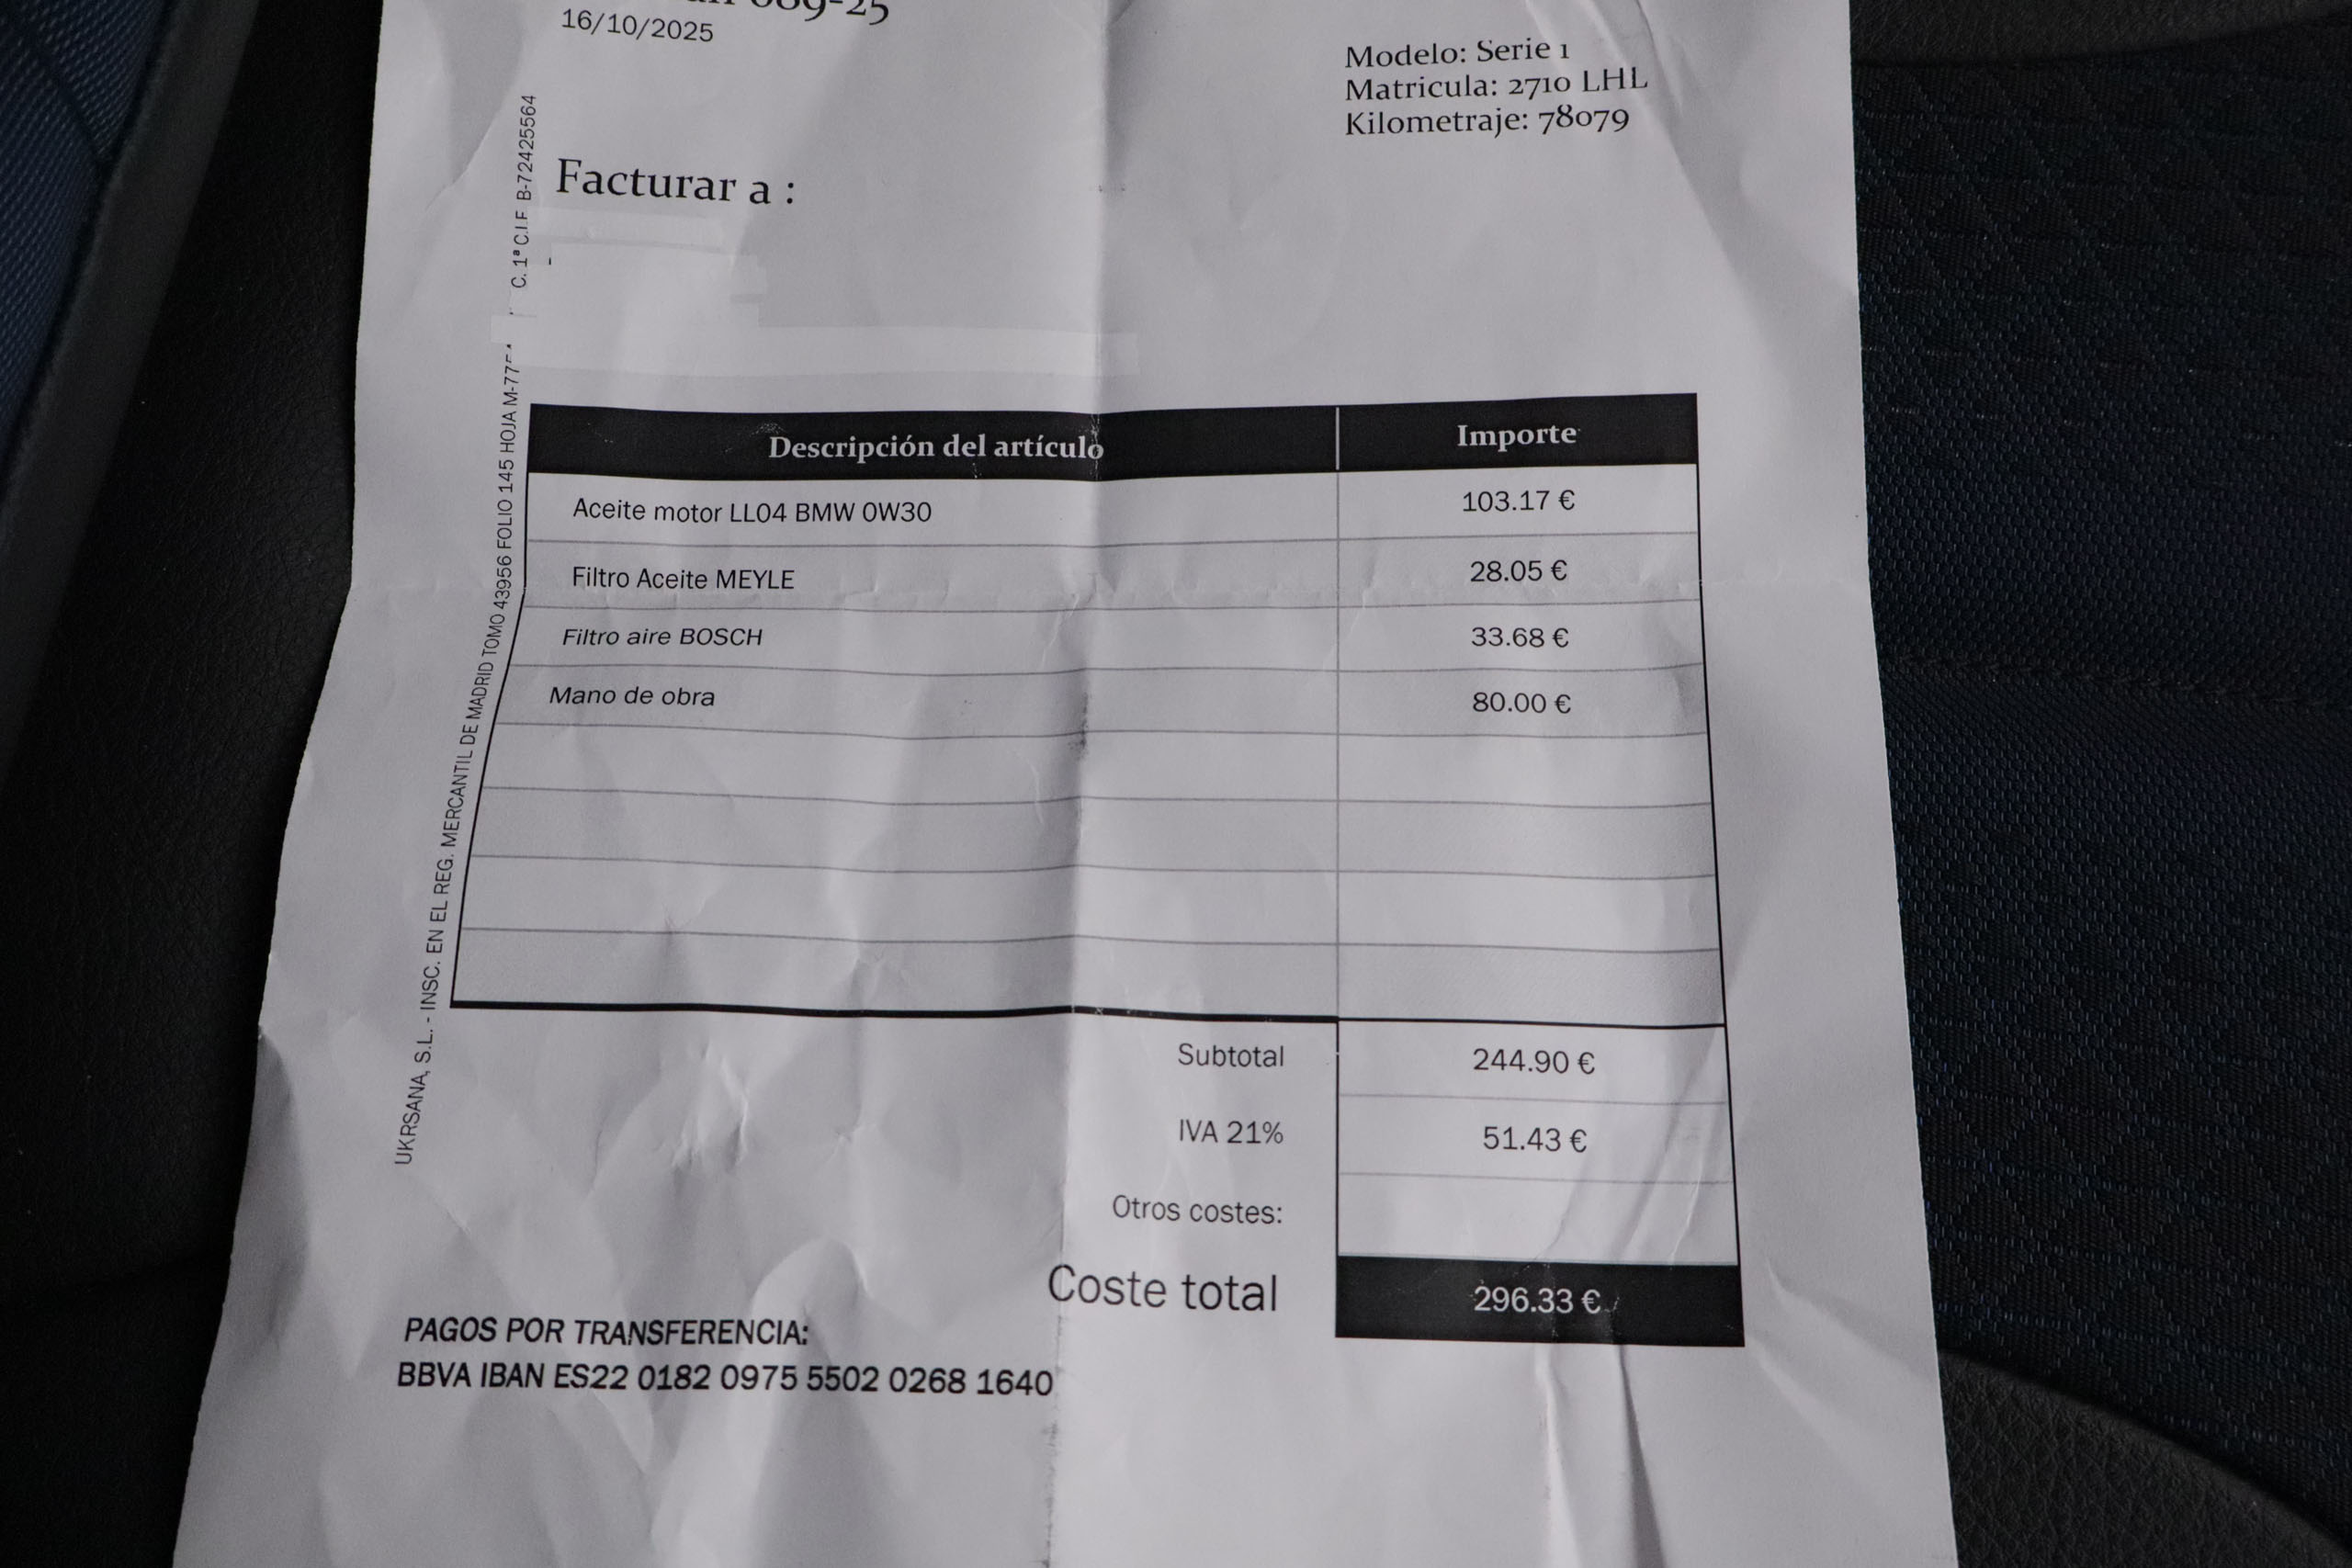 689-25
16/10/2025
Modelo: Serie 1
Matricula: 2710 LHL
Kilometraje: 78079
Facturar a :
Descripción del artículo Importe
Aceite motor LL04 BMW 0W30 103.17 €
Filtro Aceite MEYLE 28.05 €
Filtro aire BOSCH 33.68 €
Mano de obra 80.00 €
Subtotal 244.90 €
IVA 21% 51.43 €
Otros costes:
Coste total 296.33 €
PAGOS POR TRANSFERENCIA:
BBVA IBAN ES22 0182 0975 5502 0268 1640
UKRSANA, S.L. - INSC. EN EL REG. MERCANTIL DE MADRID TOMO 43956 FOLIO 145 HOJA C. 1ª C.I.F B-72425564